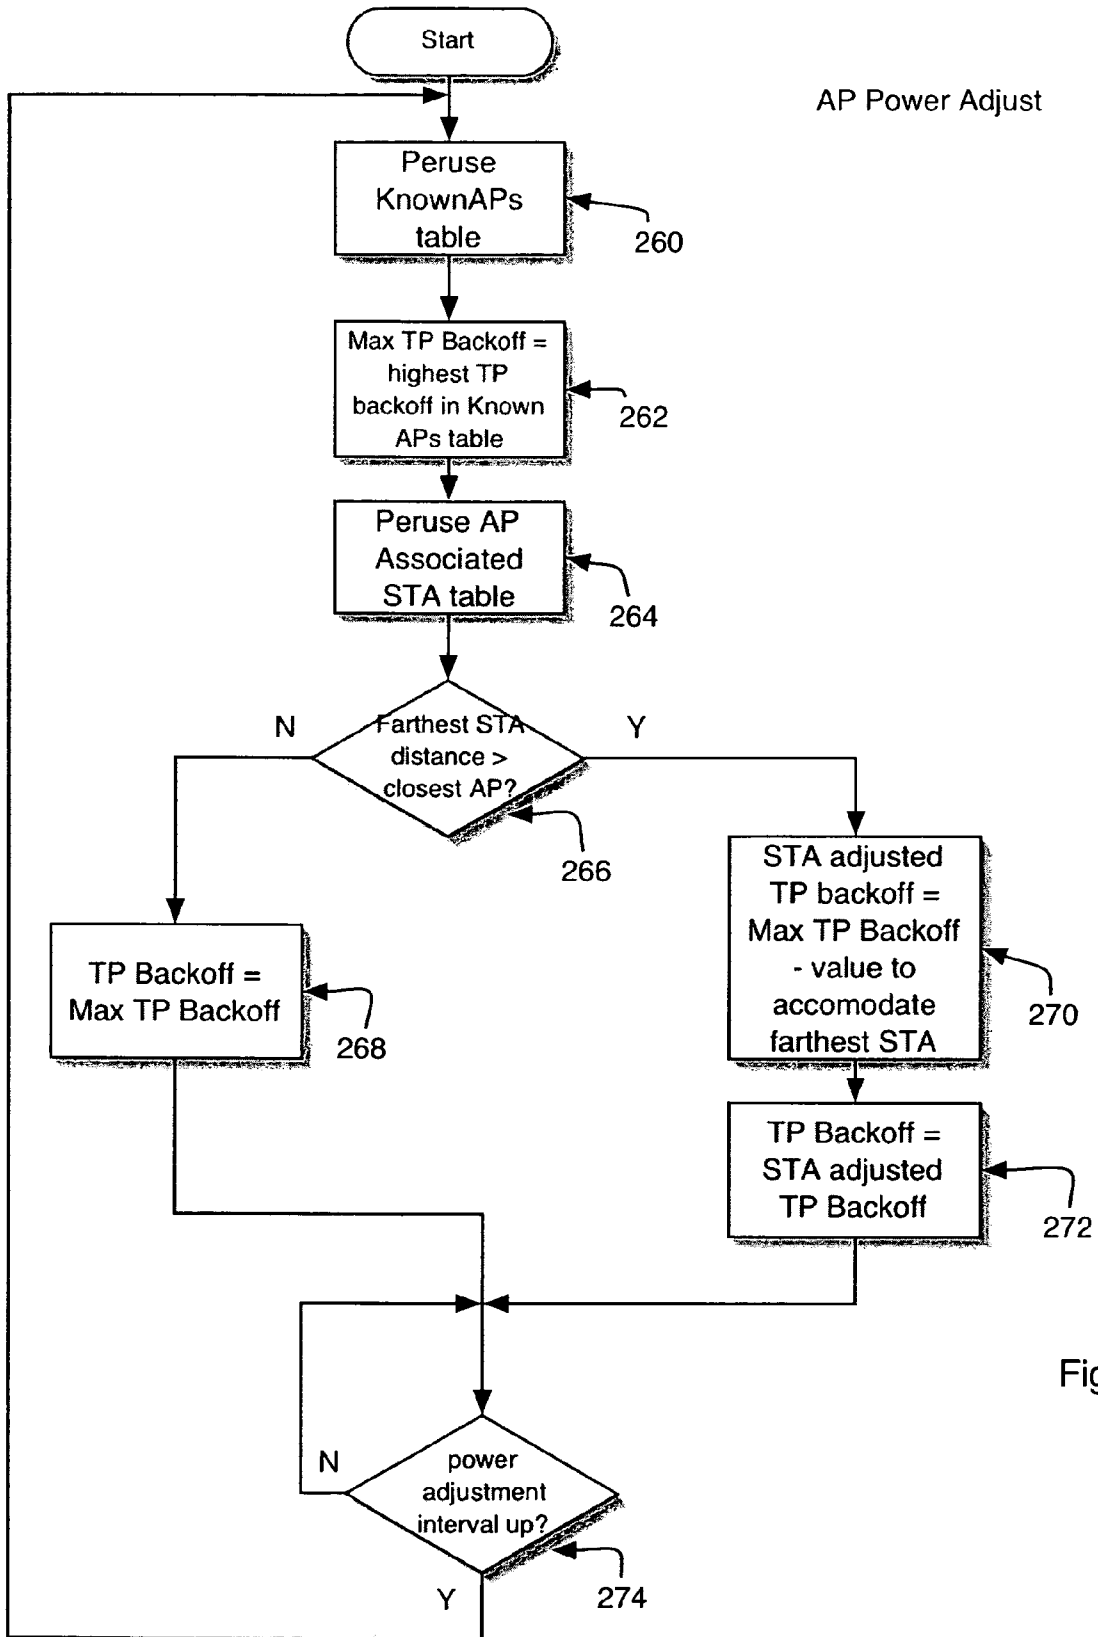 Start
AP Power Adjust
Peruse
KnownAPs
table
260
Max TP Backoff =
highest TP
backoff in Known
APs table
262
Peruse AP
Associated
STA table
264
N
Farthest STA
distance >
closest AP?
Y
266
STA adjusted
TP backoff =
Max TP Backoff
- value to
accomodate
farthest STA
270
TP Backoff =
Max TP Backoff
268
TP Backoff =
STA adjusted
TP Backoff
272
N
power
adjustment
interval up?
Y
274